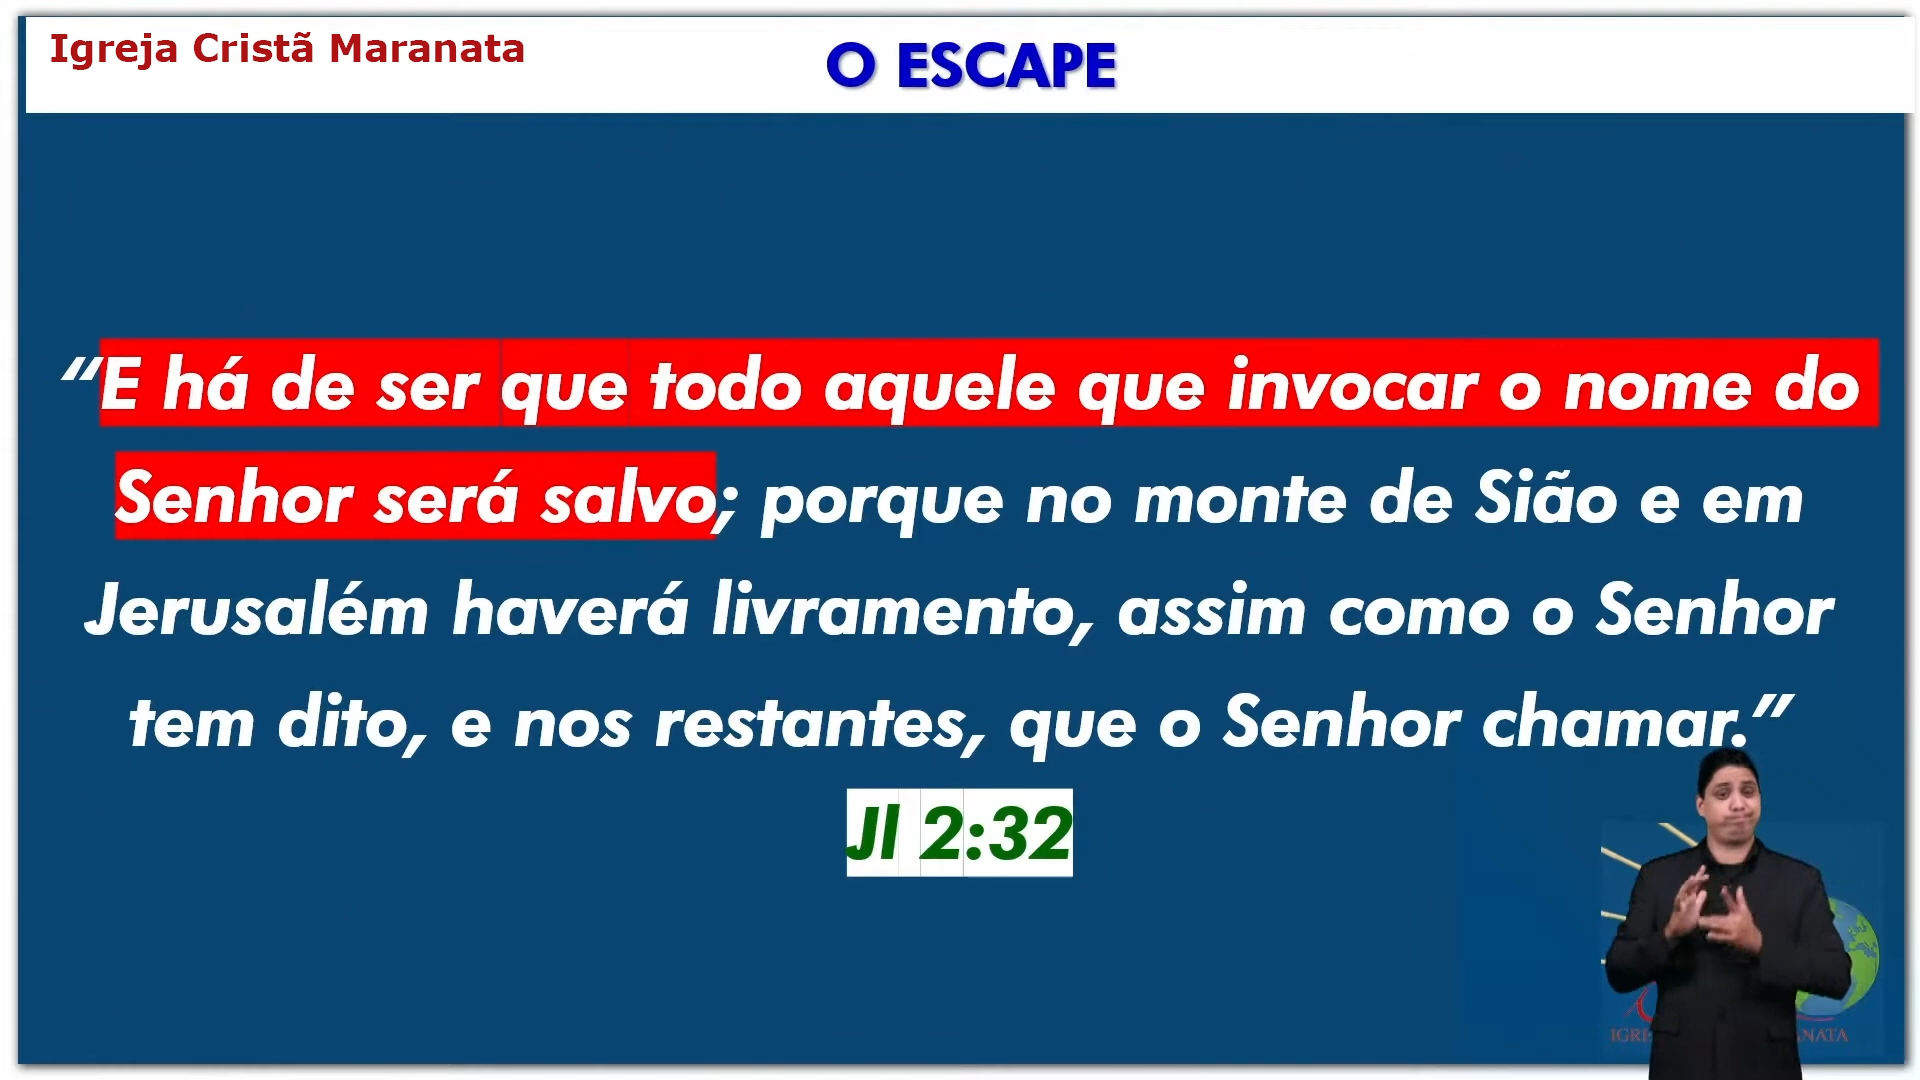 Igreja Cristã Maranata
O ESCAPE
“E há de ser que todo aquele que invocar o nome do
Senhor será salvo; porque no monte de Sião e em
Jerusalém haverá livramento, assim como o Senhor
tem dito, e nos restantes, que o Senhor chamar.”
Jl 2:32